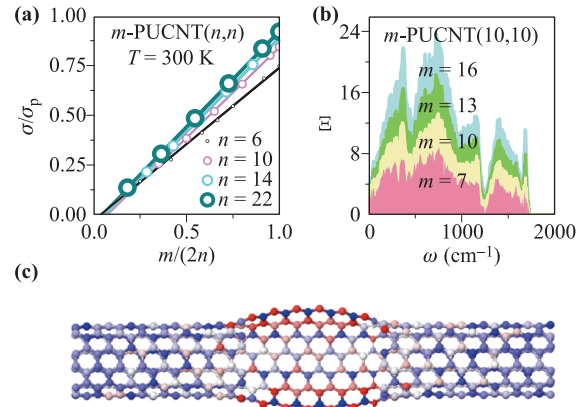 (a)
m-PUCNT(n,n)
T = 300 K
σ/σp
1.00
0.75
0.50
0.25
0.00
n = 6
n = 10
n = 14
n = 22
0.0
0.5
1.0
m/(2n)
(b)
m-PUCNT(10,10)
Ξ
24
16
8
0
m = 16
m = 13
m = 10
m = 7
0
1000
2000
ω (cm⁻¹)
(c)